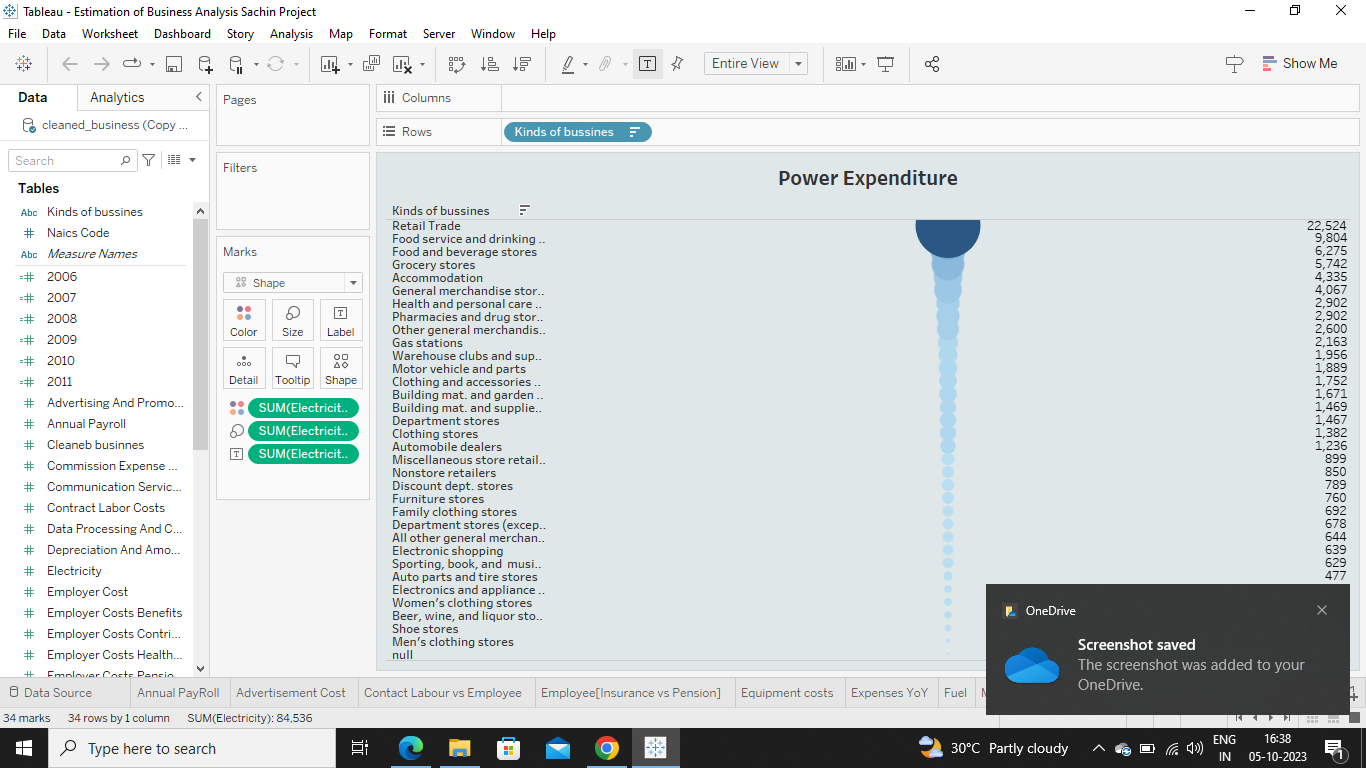 Tableau - Estimation of Business Analysis Sachin Project
File Data Worksheet Dashboard Story Analysis Map Format Server Window Help
Entire View
Show Me
Data Analytics
cleaned_business (Copy ...
Search
Tables
Abc Kinds of bussines
# Naics Code
Abc Measure Names
=# 2006
=# 2007
=# 2008
=# 2009
=# 2010
=# 2011
# Advertising And Promo...
# Annual Payroll
# Cleaneb businnes
# Commission Expense ...
# Communication Servic...
# Contract Labor Costs
# Data Processing And C...
# Depreciation And Amo...
# Electricity
# Employer Cost
# Employer Costs Benefits
# Employer Costs Contri...
# Employer Costs Health...
# Employer Costs Pensio...
Pages
Filters
Marks
Shape
Color Size Label
Detail Tooltip Shape
SUM(Electricit..
SUM(Electricit..
SUM(Electricit..
Columns
Rows Kinds of bussines
Power Expenditure
Kinds of bussines
Retail Trade 22,524
Food service and drinking .. 9,804
Food and beverage stores 6,275
Grocery stores 5,742
Accommodation 4,335
General merchandise stor.. 4,067
Health and personal care .. 2,902
Pharmacies and drug stor.. 2,902
Other general merchandis.. 2,600
Gas stations 2,163
Warehouse clubs and sup.. 1,956
Motor vehicle and parts 1,889
Clothing and accessories .. 1,752
Building mat. and garden .. 1,671
Building mat. and supplie.. 1,469
Department stores 1,467
Clothing stores 1,382
Automobile dealers 1,236
Miscellaneous store retail.. 899
Nonstore retailers 850
Discount dept. stores 789
Furniture stores 760
Family clothing stores 692
Department stores (excep.. 678
All other general merchan.. 644
Electronic shopping 639
Sporting, book, and musi.. 629
Auto parts and tire stores 477
Electronics and appliance ..
Women's clothing stores
Beer, wine, and liquor sto..
Shoe stores
Men's clothing stores
null
OneDrive
Screenshot saved
The screenshot was added to your
OneDrive.
Data Source Annual PayRoll Advertisement Cost Contact Labour vs Employee Employee[Insurance vs Pension] Equipment costs Expenses YoY Fuel
34 marks 34 rows by 1 column SUM(Electricity): 84,536
Type here to search
30°C Partly cloudy
ENG
IN
16:38
05-10-2023
1